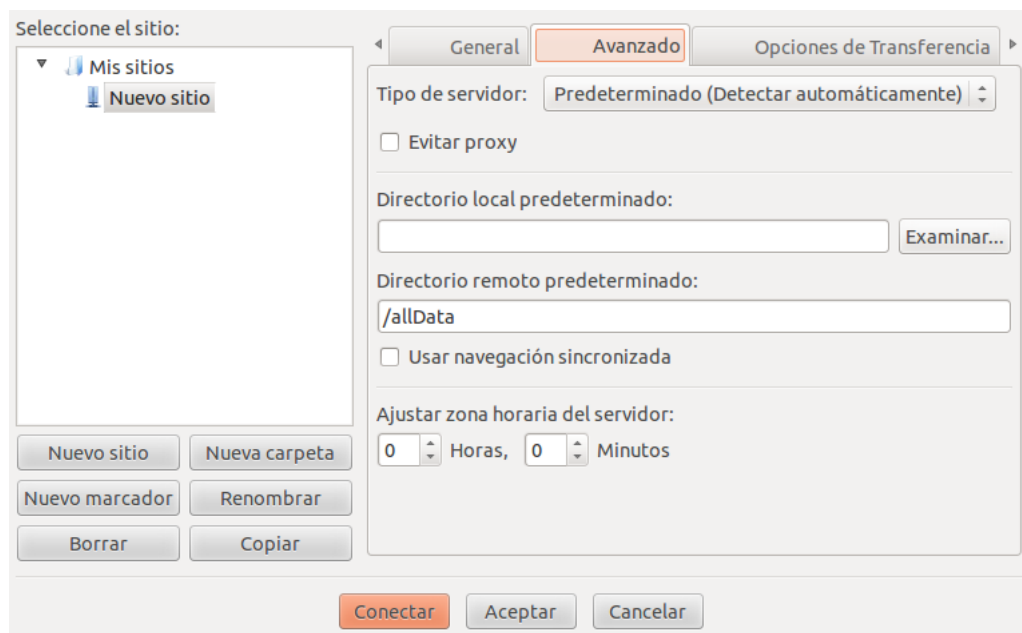 Seleccione el sitio:
Mis sitios
Nuevo sitio
Nuevo sitio
Nueva carpeta
Nuevo marcador
Renombrar
Borrar
Copiar
General
Avanzado
Opciones de Transferencia
Tipo de servidor: Predeterminado (Detectar automáticamente)
Evitar proxy
Directorio local predeterminado:
Examinar...
Directorio remoto predeterminado:
/allData
Usar navegación sincronizada
Ajustar zona horaria del servidor:
0 Horas, 0 Minutos
Conectar
Aceptar
Cancelar